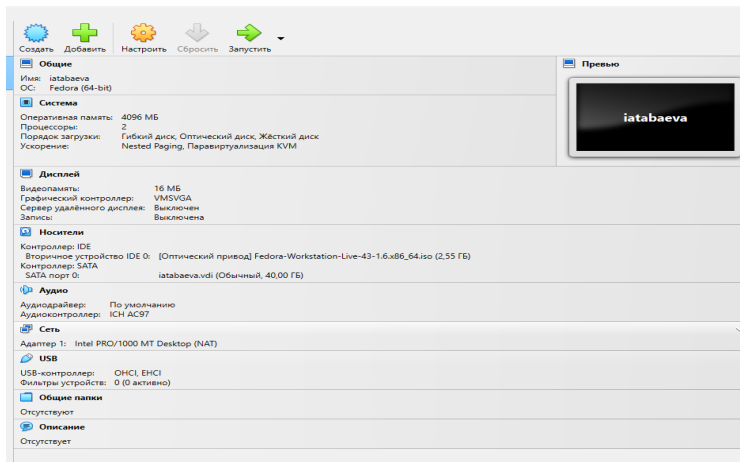 Создать Добавить Настроить Сбросить Запустить
Общие
Имя: iatabaeva
ОС: Fedora (64-bit)
Превью
iatabaeva
Система
Оперативная память: 4096 МБ
Процессоры: 2
Порядок загрузки: Гибкий диск, Оптический диск, Жёсткий диск
Ускорение: Nested Paging, Паравиртуализация KVM
Дисплей
Видеопамять: 16 МБ
Графический контроллер: VMSVGA
Сервер удалённого дисплея: Выключен
Запись: Выключена
Носители
Контроллер: IDE
Вторичное устройство IDE 0: [Оптический привод] Fedora-Workstation-Live-43-1.6.x86_64.iso (2,55 ГБ)
Контроллер: SATA
SATA порт 0: iatabaeva.vdi (Обычный, 40,00 ГБ)
Аудио
Аудиодрайвер: По умолчанию
Аудиоконтроллер: ICH AC97
Сеть
Адаптер 1: Intel PRO/1000 MT Desktop (NAT)
USB
USB-контроллер: OHCI, EHCI
Фильтры устройств: 0 (0 активно)
Общие папки
Отсутствуют
Описание
Отсутствует